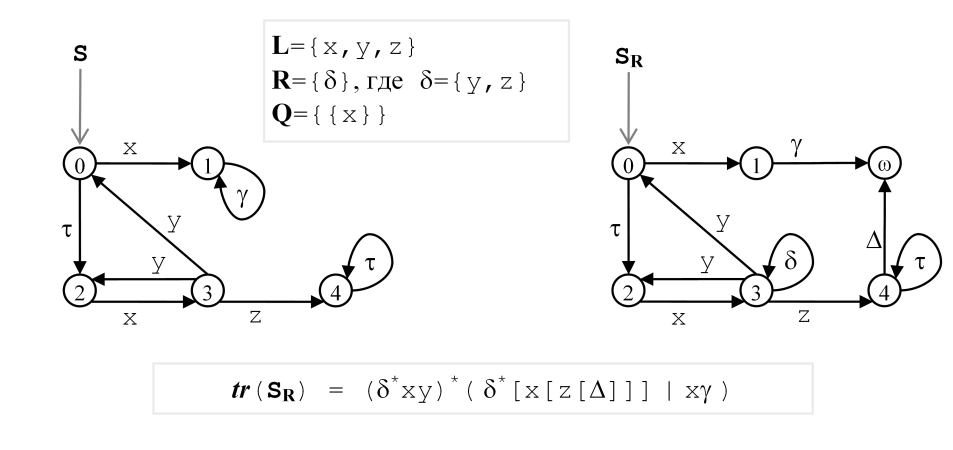 S
L={x,y,z}
R={δ}, где δ={y,z}
Q={{x}}
S_R
0
x
1
γ
τ
y
y
2
x
3
z
4
τ
0
x
1
γ
ω
τ
y
y
δ
Δ
τ
2
x
3
z
4
tr(S_R) = (δ*xy)*(δ*[x[z[Δ]]]|xγ)